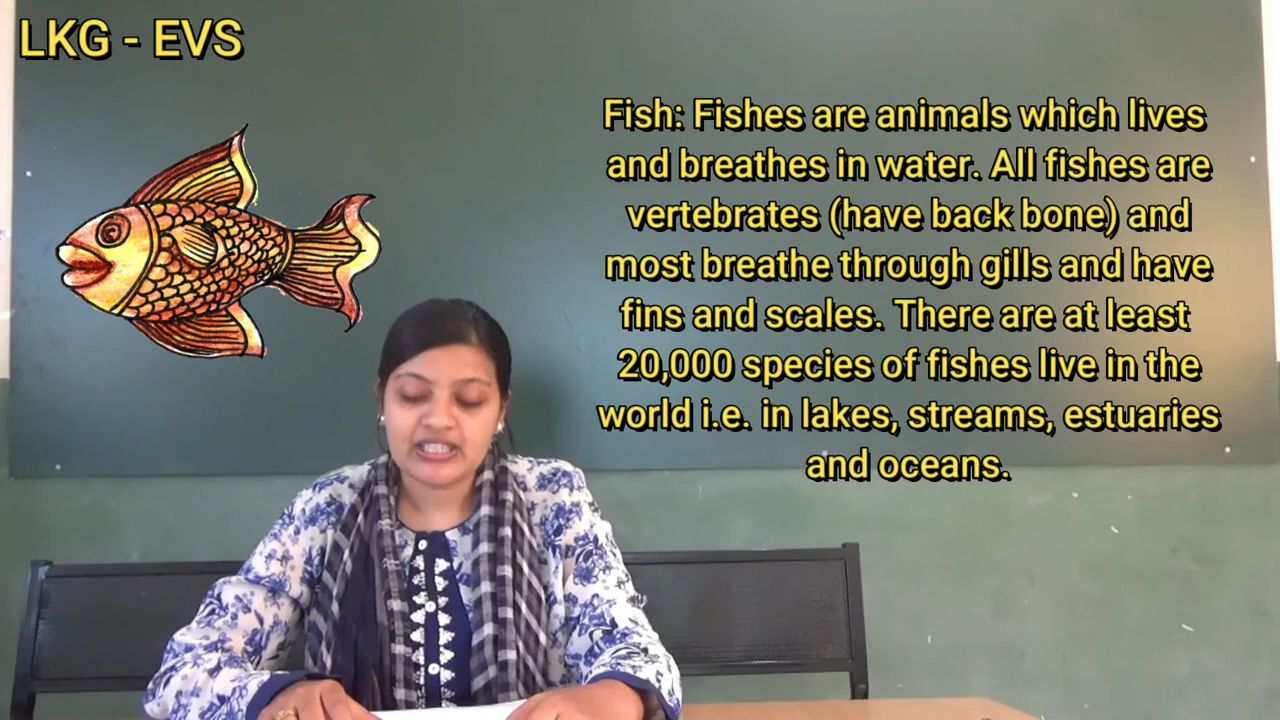 LKG - EVS
Fish: Fishes are animals which lives
and breathes in water. All fishes are
vertebrates (have back bone) and
most breathe through gills and have
fins and scales. There are at least
20,000 species of fishes live in the
world i.e. in lakes, streams, estuaries
and oceans.